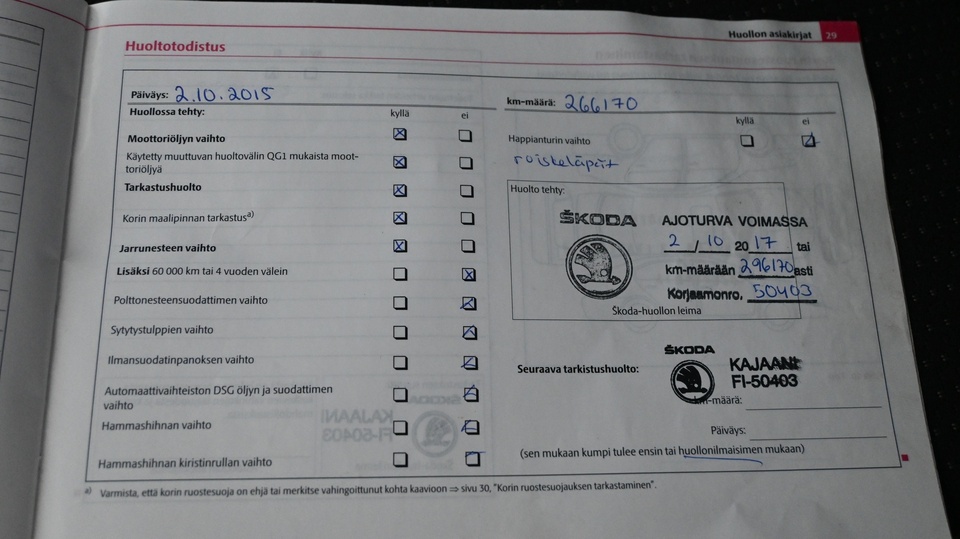 Huollon asiakirjat 29
Huoltotodistus
Päiväys: 2.10.2015
km-määrä: 266170
Huollossa tehty: kyllä ei
kyllä ei
Moottoriöljyn vaihto
Happianturin vaihto
Käytetty muuttuvan huoltovälin QG1 mukaista moot-
toriöljyä
roiskeläpät
Tarkastushuolto
Huolto tehty:
Korin maalipinnan tarkastus a)
ŠKODA AJOTURVA VOIMASSA
Jarrunesteen vaihto
2 / 10 2017 tai
Lisäksi 60 000 km tai 4 vuoden välein
km-määrään 296170 asti
Polttonesteensuodattimen vaihto
Korjaamonro. 50403
Škoda-huollon leima
Sytytystulppien vaihto
Ilmansuodatinpanoksen vaihto
Seuraava tarkistushuolto:
ŠKODA KAJAANI
FI-50403
Automaattivaihteiston DSG öljyn ja suodattimen
vaihto
km-määrä:
Hammashihnan vaihto
Päiväys:
Hammashihnan kiristinrullan vaihto
(sen mukaan kumpi tulee ensin tai huollonilmaisimen mukaan)
a) Varmista, että korin ruostesuoja on ehjä tai merkitse vahingoittunut kohta kaavioon ⇒ sivu 30, "Korin ruostesuojauksen tarkastaminen".